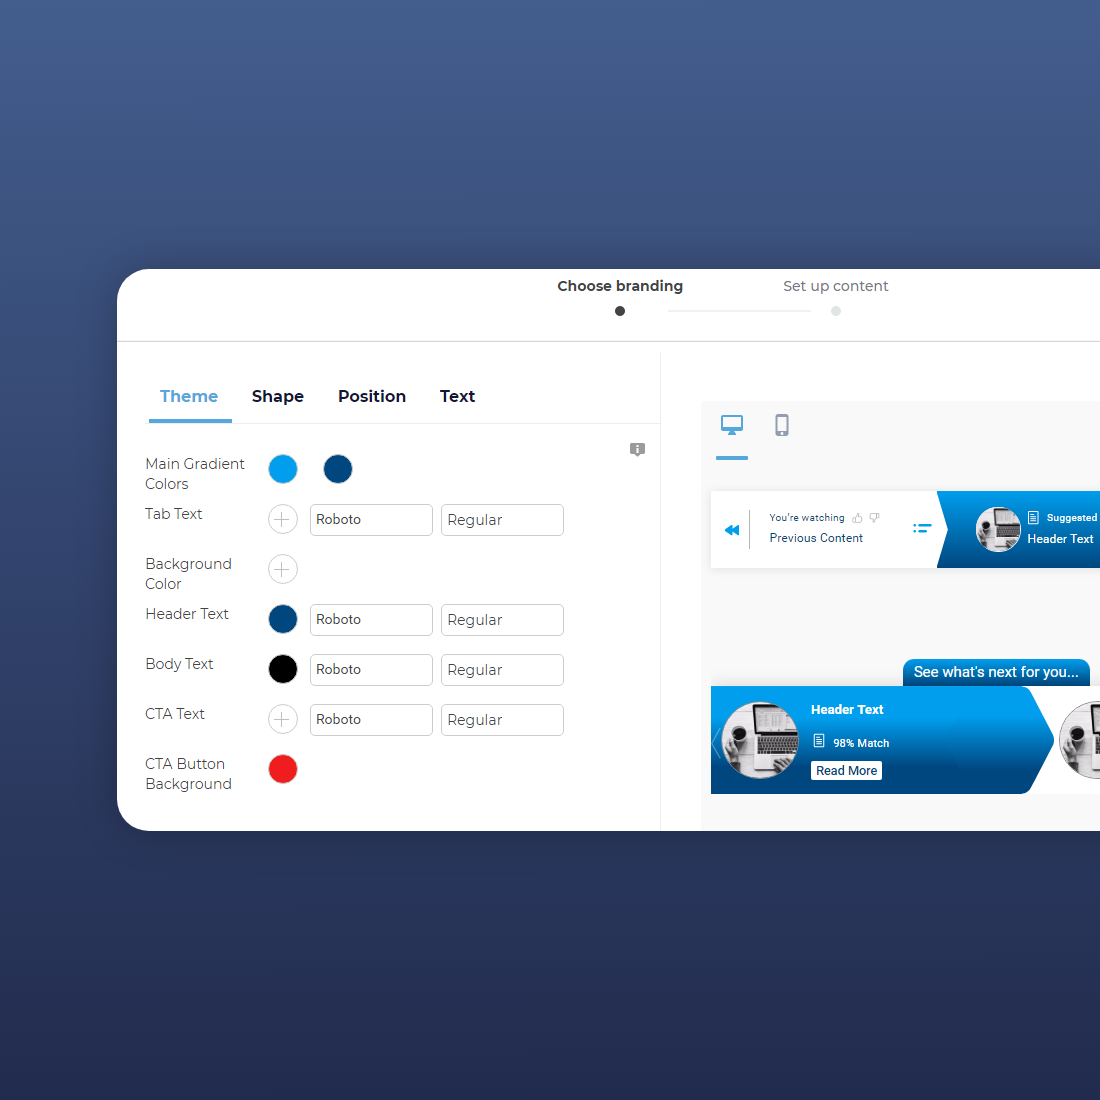 Choose branding
Set up content
Theme
Shape
Position
Text
Main Gradient
Colors
Tab Text
Roboto
Regular
Background
Color
Header Text
Roboto
Regular
Body Text
Roboto
Regular
CTA Text
Roboto
Regular
CTA Button
Background
You're watching
Previous Content
Suggested
Header Text
See what's next for you...
Header Text
98% Match
Read More